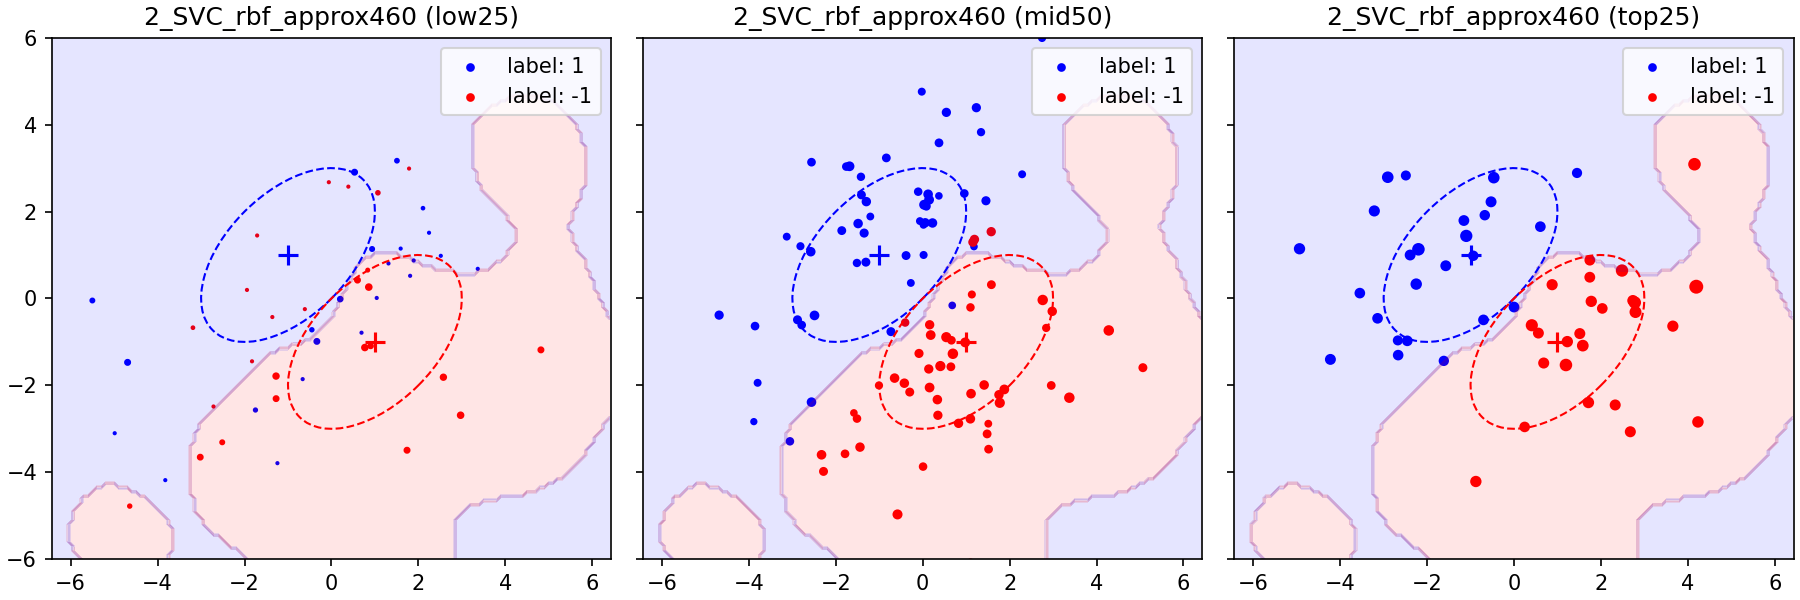 2_SVC_rbf_approx460 (low25)
2_SVC_rbf_approx460 (mid50)
2_SVC_rbf_approx460 (top25)
label: 1
label: -1
label: 1
label: -1
label: 1
label: -1
6
4
2
0
−2
−4
−6
−6 −4 −2 0 2 4 6
−6 −4 −2 0 2 4 6
−6 −4 −2 0 2 4 6